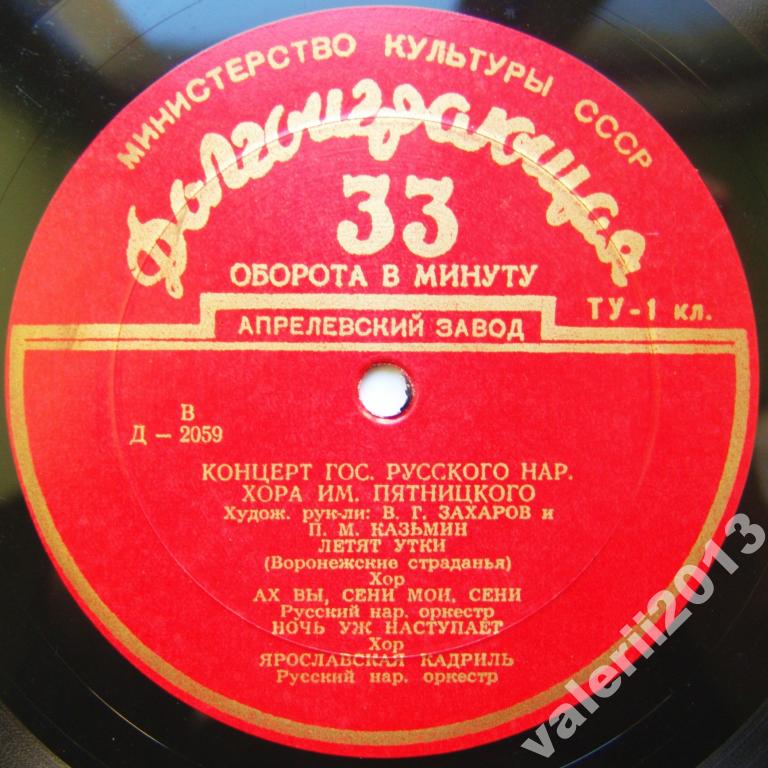 МИНИСТЕРСТВО КУЛЬТУРЫ СССР
Долгоиграющая
33
ОБОРОТА В МИНУТУ
АПРЕЛЕВСКИЙ ЗАВОД
ТУ-1 кл.
В
Д — 2059
КОНЦЕРТ ГОС. РУССКОГО НАР.
ХОРА ИМ. ПЯТНИЦКОГО
Худож. рук-ли: В. Г. ЗАХАРОВ и
П. М. КАЗЬМИН
ЛЕТЯТ УТКИ
(Воронежские страданья)
Хор
АХ ВЫ, СЕНИ МОИ, СЕНИ
Русский нар. оркестр
НОЧЬ УЖ НАСТУПАЕТ
Хор
ЯРОСЛАВСКАЯ КАДРИЛЬ
Русский нар. оркестр
valerii2013